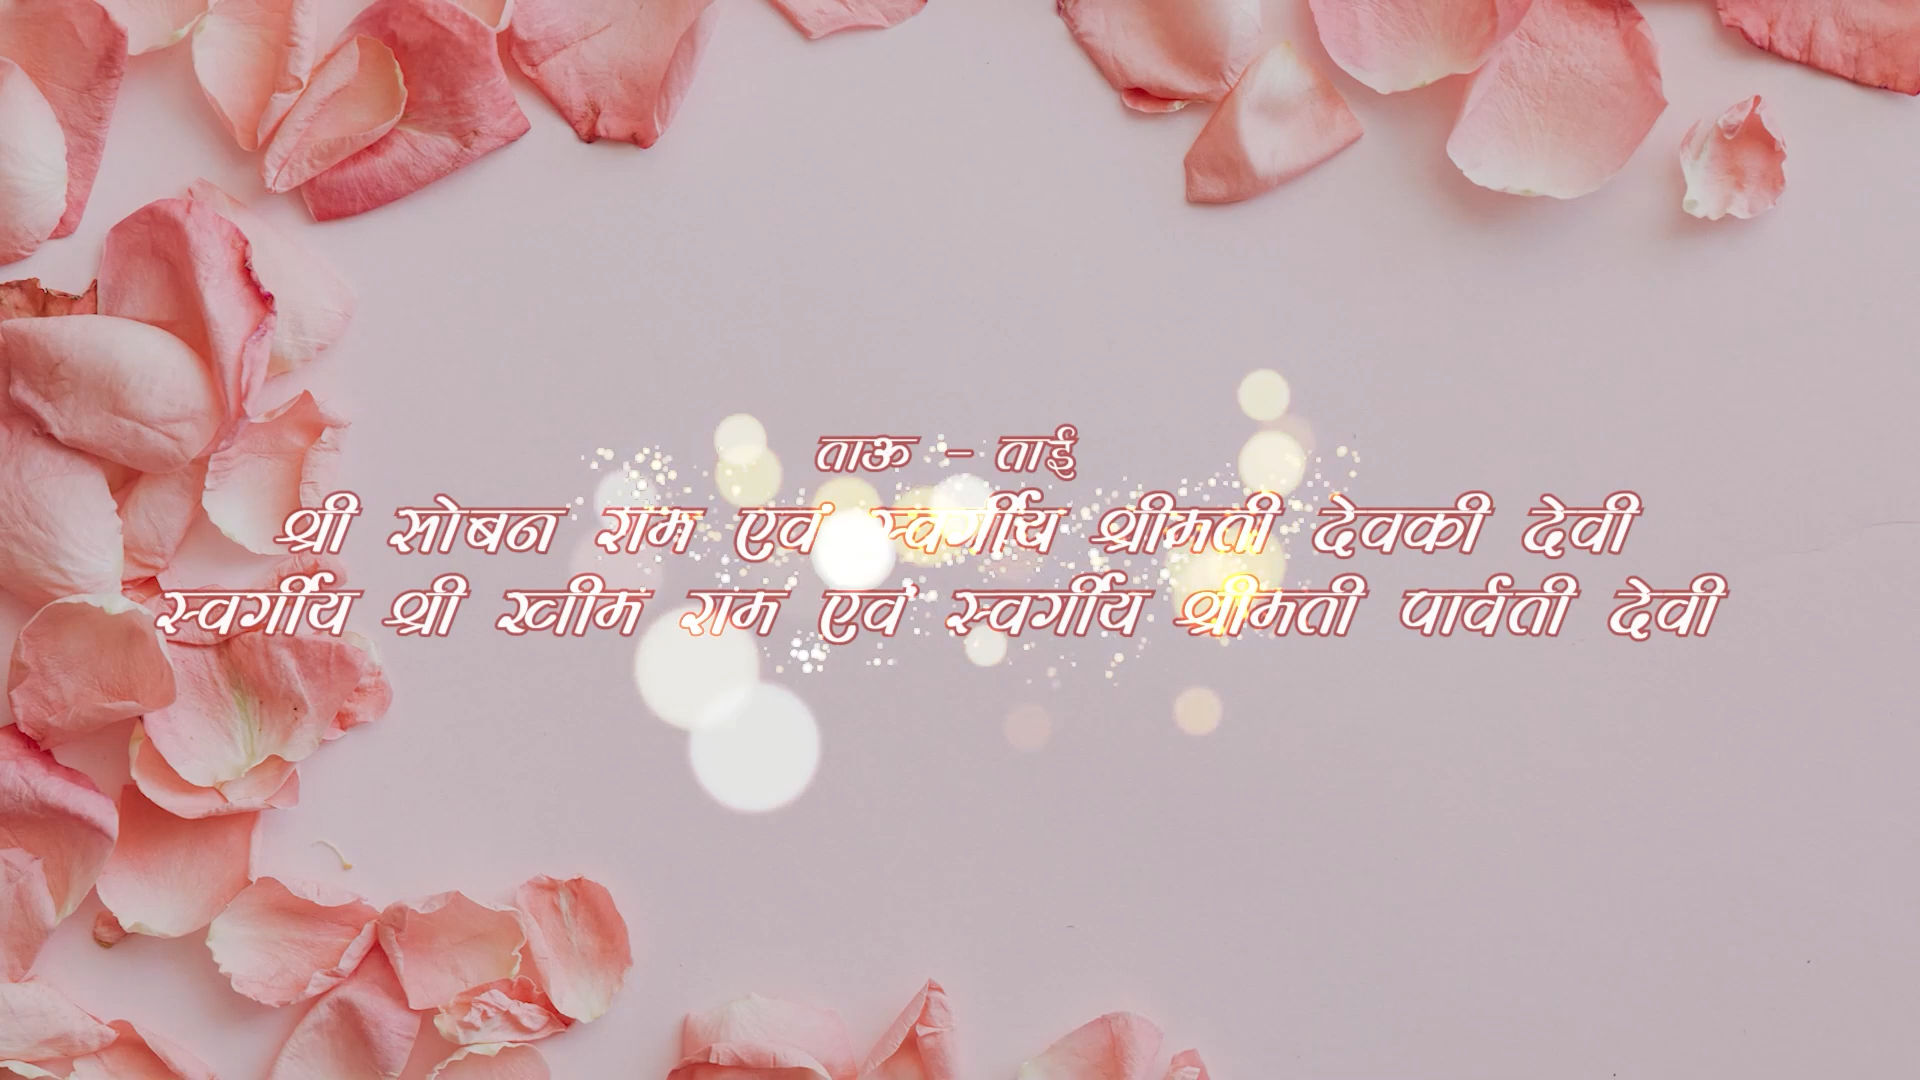 ताऊ - ताई
श्री सोबन राम एवं स्वर्गीय श्रीमती देवकी देवी
स्वर्गीय श्री खीम राम एवं स्वर्गीय श्रीमती पार्वती देवी